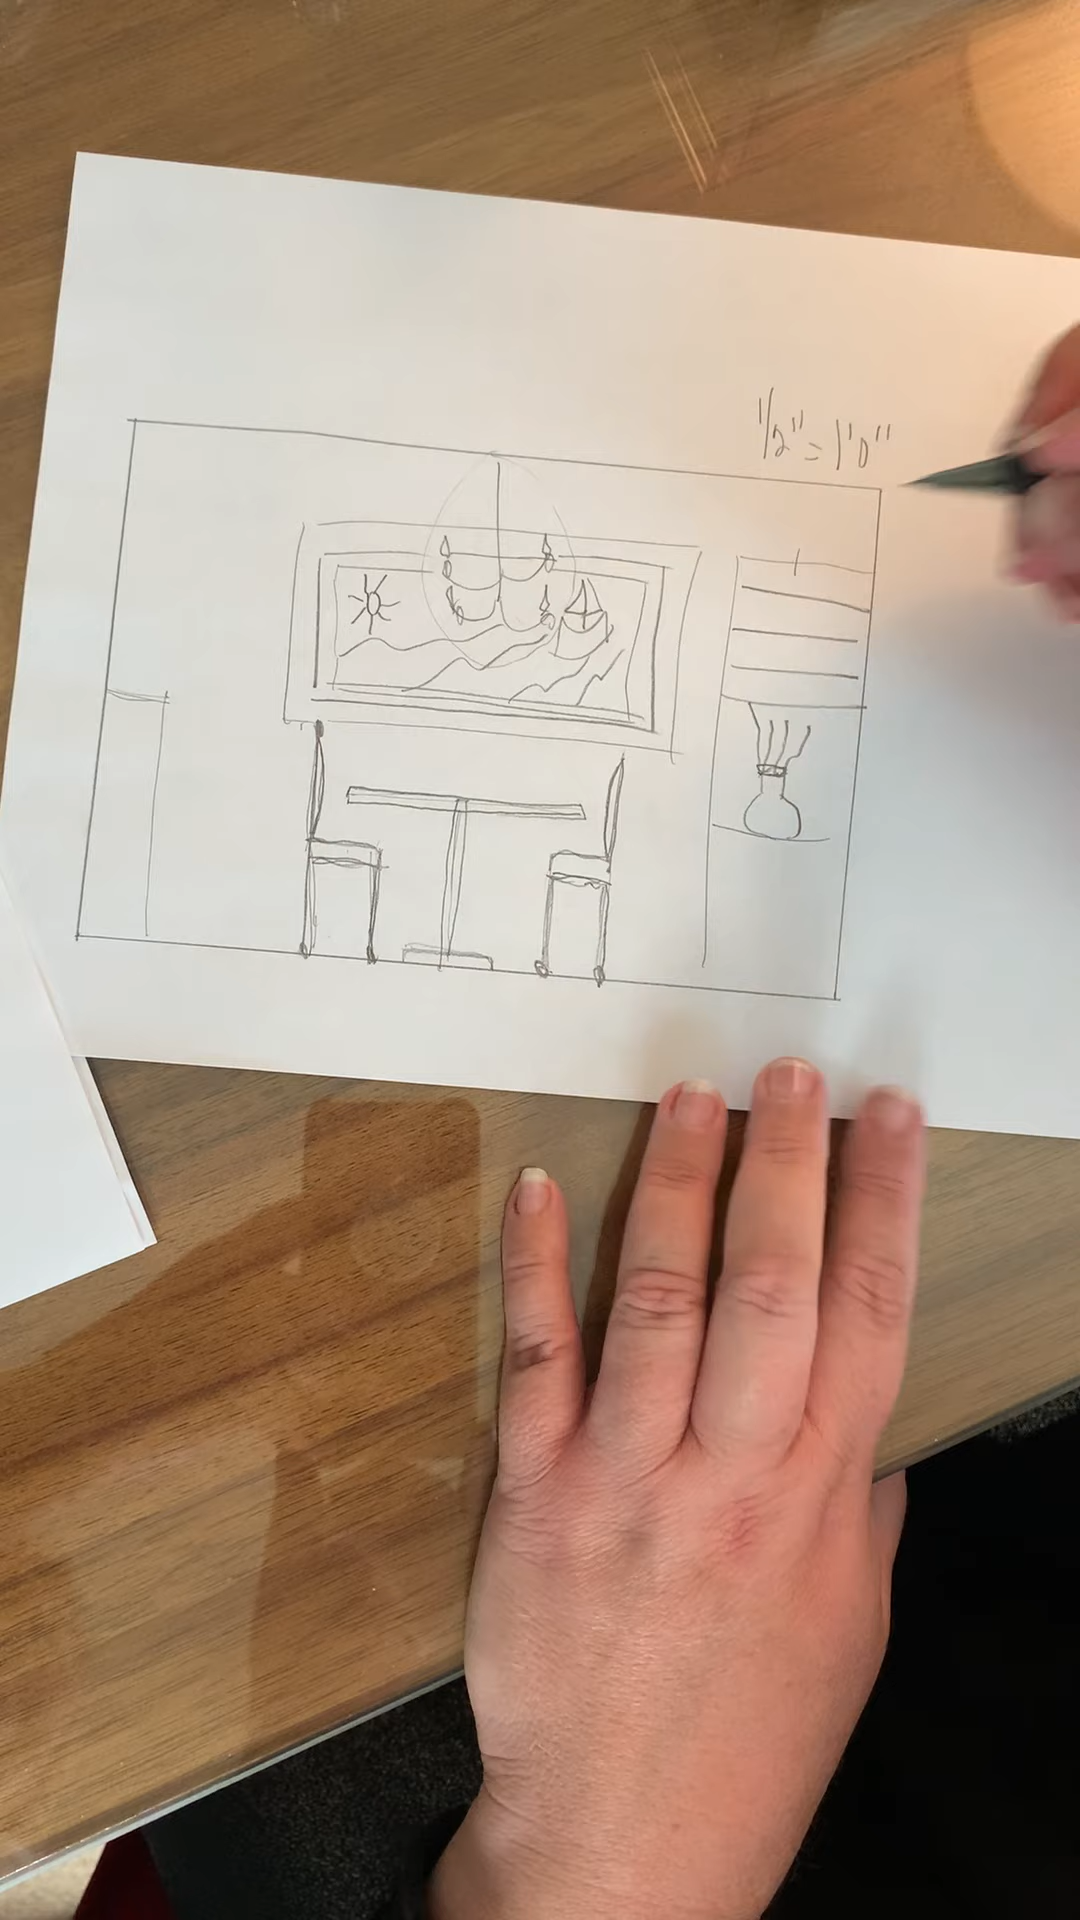 1/2" = 1'0"